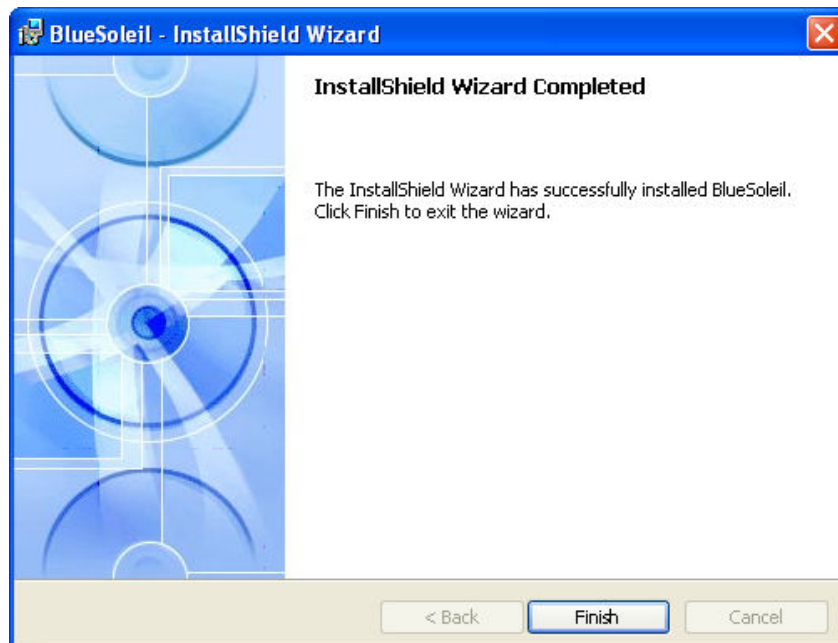 BlueSoleil - InstallShield Wizard
InstallShield Wizard Completed
The InstallShield Wizard has successfully installed BlueSoleil.
Click Finish to exit the wizard.
< Back
Finish
Cancel